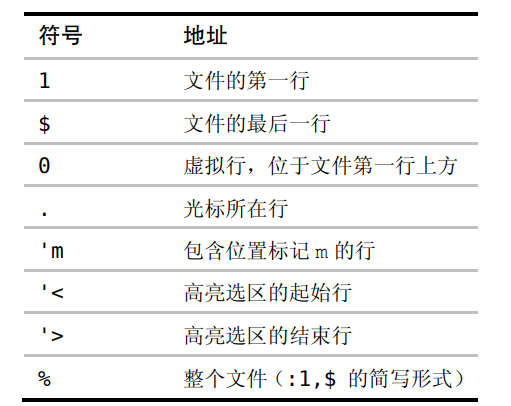 符号 地址
1 文件的第一行
$ 文件的最后一行
0 虚拟行，位于文件第一行上方
. 光标所在行
'm 包含位置标记 m 的行
'< 高亮选区的起始行
'> 高亮选区的结束行
% 整个文件（:1,$ 的简写形式）